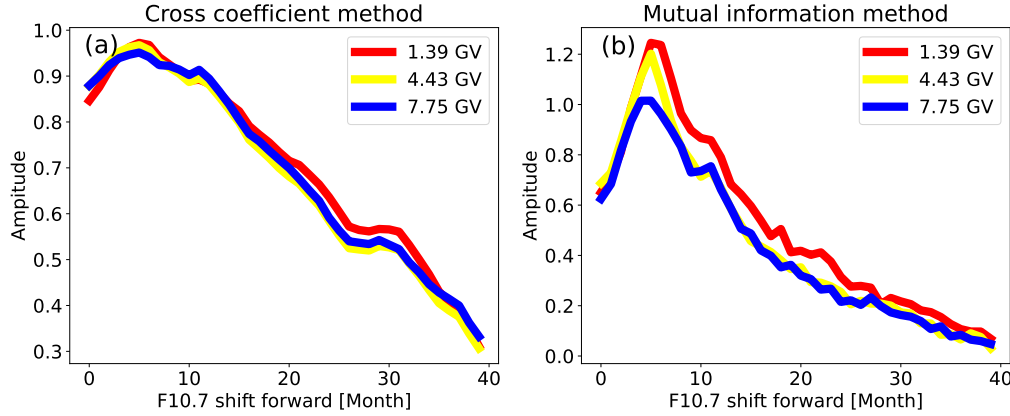 Cross coefficient method
(a)
1.39 GV
4.43 GV
7.75 GV
Ampitude
1.0
0.9
0.8
0.7
0.6
0.5
0.4
0.3
0
10
20
30
40
F10.7 shift forward [Month]
Mutual information method
(b)
1.39 GV
4.43 GV
7.75 GV
Ampitude
1.2
1.0
0.8
0.6
0.4
0.2
0.0
0
10
20
30
40
F10.7 shift forward [Month]